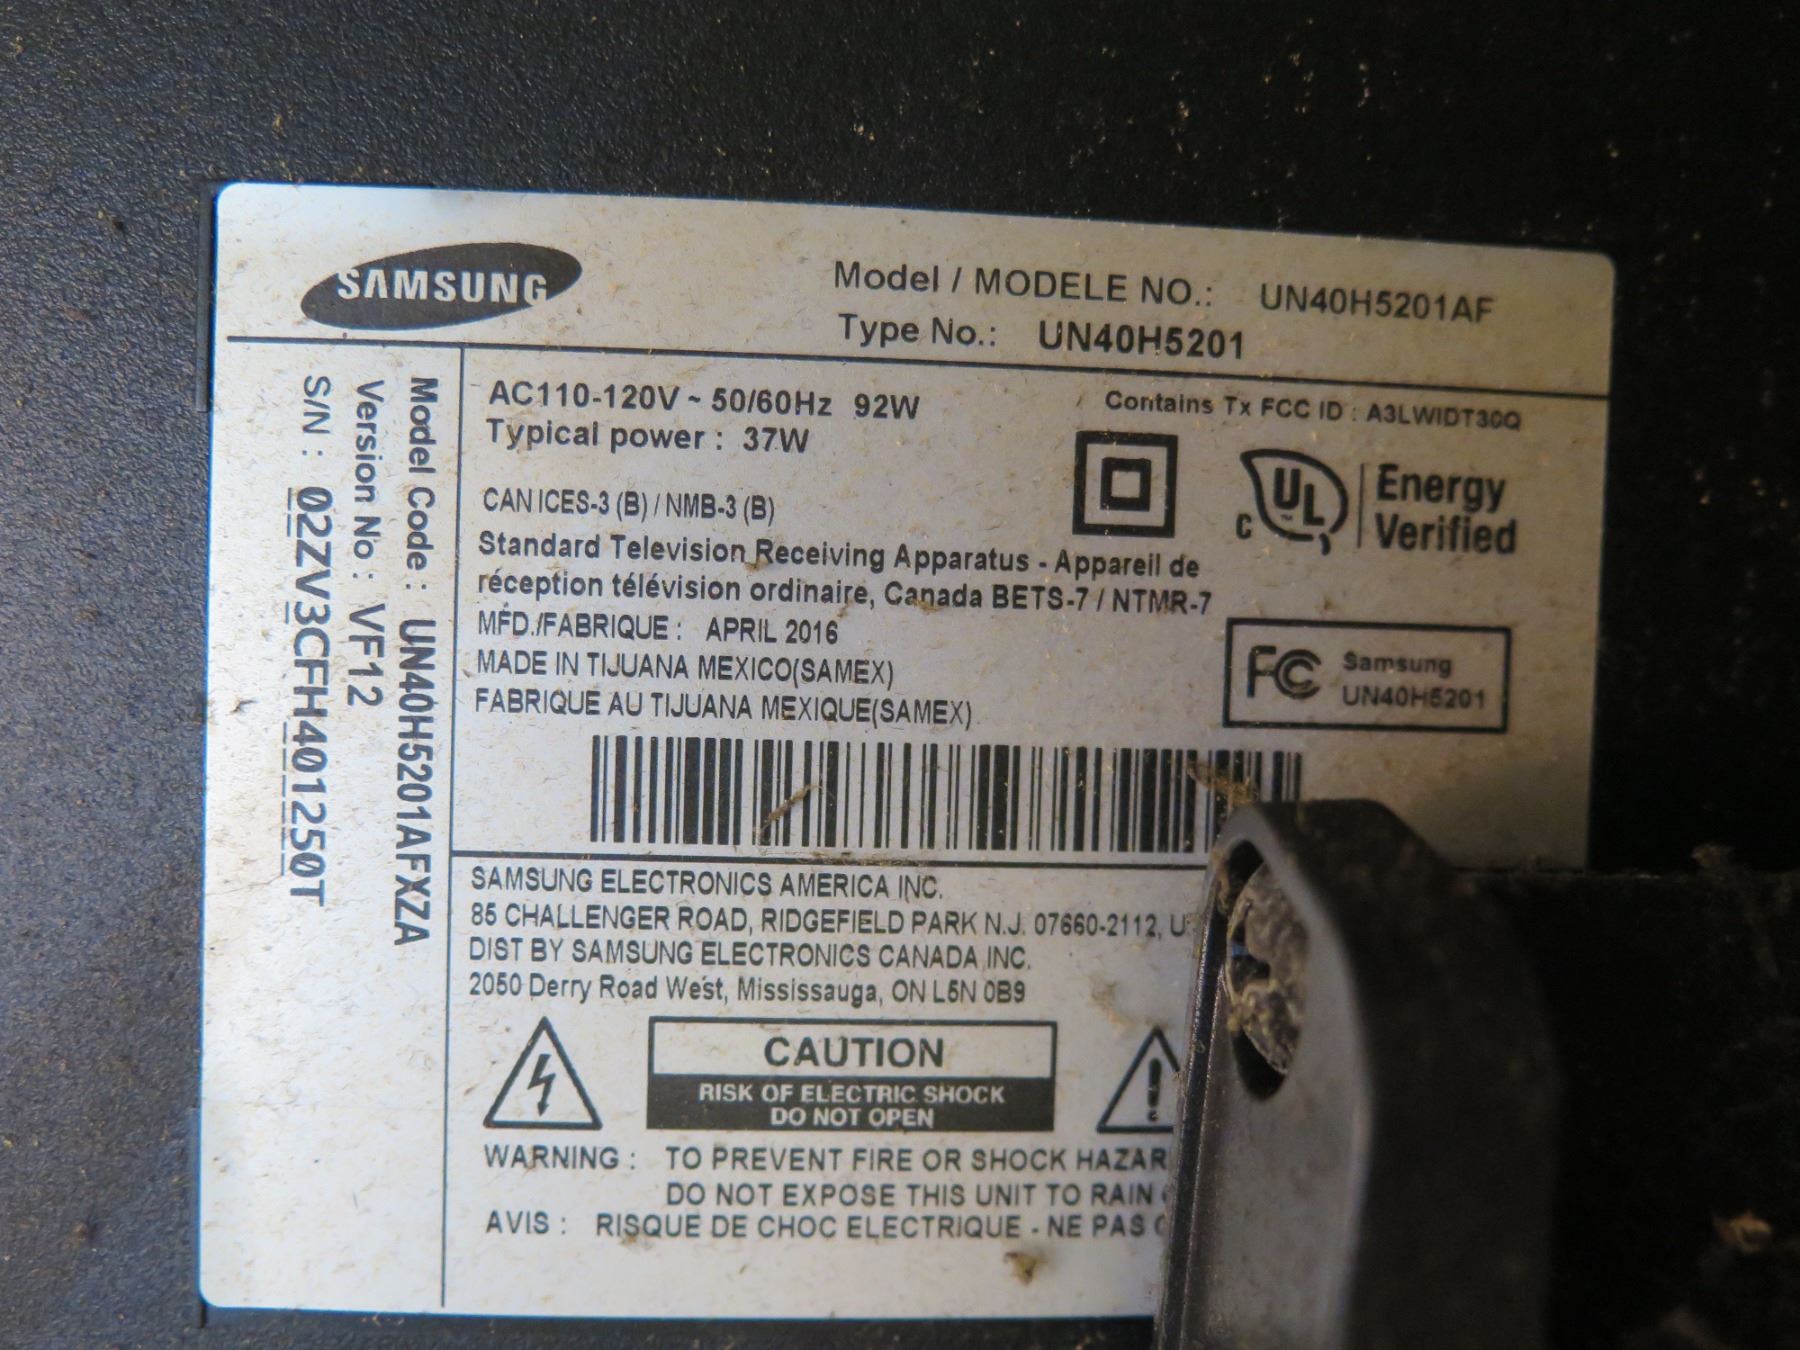 SAMSUNG
Model / MODELE NO.: UN40H5201AF
Type No.: UN40H5201
Model Code : UN40H5201AFXZA
Version No : VF12
S/N : 02ZV3CFH401250T
AC110-120V ~ 50/60Hz 92W
Typical power : 37W
Contains Tx FCC ID : A3LWIDT30Q
C UL TM Energy
Verified
CAN ICES-3 (B) / NMB-3 (B)
Standard Television Receiving Apparatus - Appareil de
réception télévision ordinaire, Canada BETS-7 / NTMR-7
MFD./FABRIQUE : APRIL 2016
MADE IN TIJUANA MEXICO(SAMEX)
FABRIQUE AU TIJUANA MEXIQUE(SAMEX)
FC Samsung
UN40H5201
SAMSUNG ELECTRONICS AMERICA INC.
85 CHALLENGER ROAD, RIDGEFIELD PARK N.J. 07660-2112,
DIST BY SAMSUNG ELECTRONICS CANADA INC.
2050 Derry Road West, Mississauga, ON L5N 0B9
CAUTION
RISK OF ELECTRIC SHOCK
DO NOT OPEN
WARNING : TO PREVENT FIRE OR SHOCK
DO NOT EXPOSE THIS UNIT TO RAIN
AVIS : RISQUE DE CHOC ELECTRIQUE - NE PAS